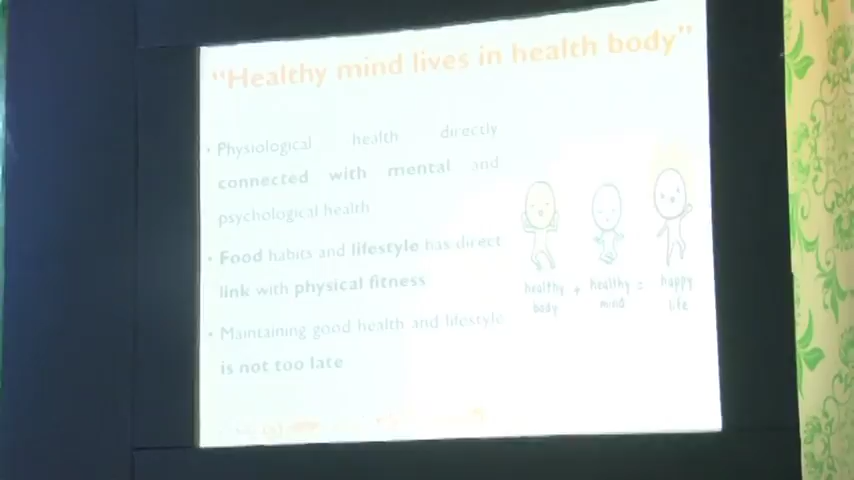 “Healthy mind lives in health body”
• Physiological health directly
connected with mental and
psychological health
• Food habits and lifestyle has direct
link with physical fitness
• Maintaining good health and lifestyle
is not too late
healthy body + healthy mind = happy life